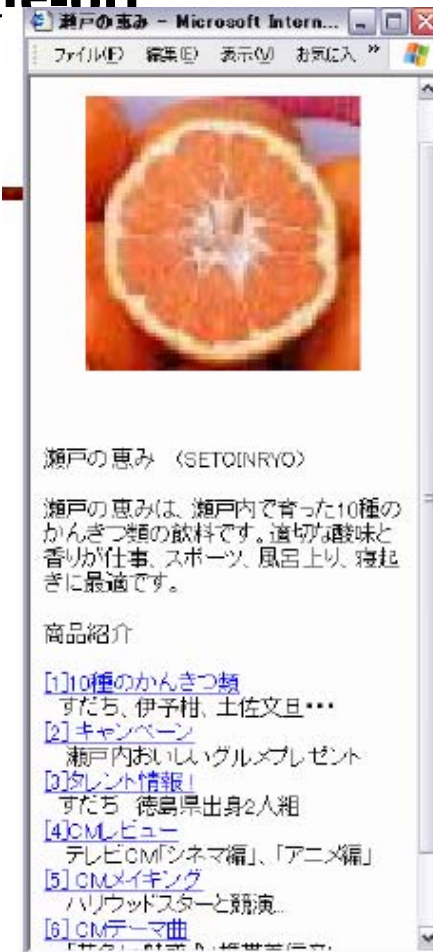 瀬戸の恵み - Microsoft Intern...
ファイル(F) 編集(E) 表示(V) お気に入 »
瀬戸の恵み (SETOINRYO)
瀬戸の恵みは、瀬戸内で育った10種の
かんきつ類の飲料です。適切な酸味と
香りが仕事、スポーツ、風呂上り、寝起
きに最適です。
商品紹介
[1]10種のかんきつ類
すだち、伊予柑、土佐文旦・・・
[2]キャンペーン
瀬戸内おいしいグルメプレゼント
[3]タレント情報!
すだち 徳島県出身2人組
[4]CMレビュー
テレビCM「シネマ編」、「アニメ編」
[5]CMメイキング
ハリウッドスターと競演...
[6]CMテーマ曲